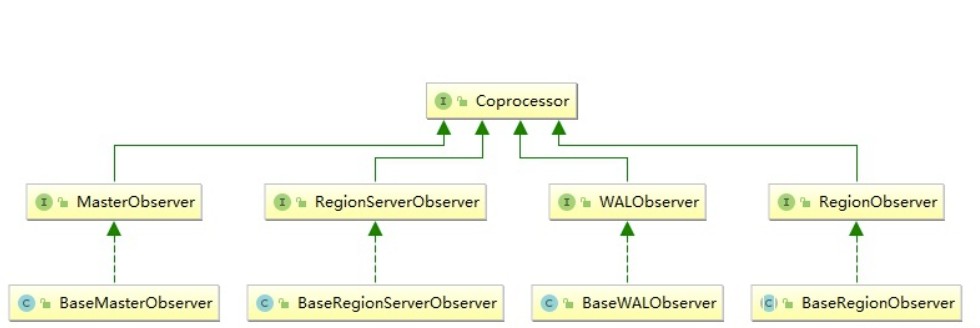 I Coprocessor
I MasterObserver
I RegionServerObserver
I WALObserver
I RegionObserver
C BaseMasterObserver
C BaseRegionServerObserver
C BaseWALObserver
C BaseRegionObserver